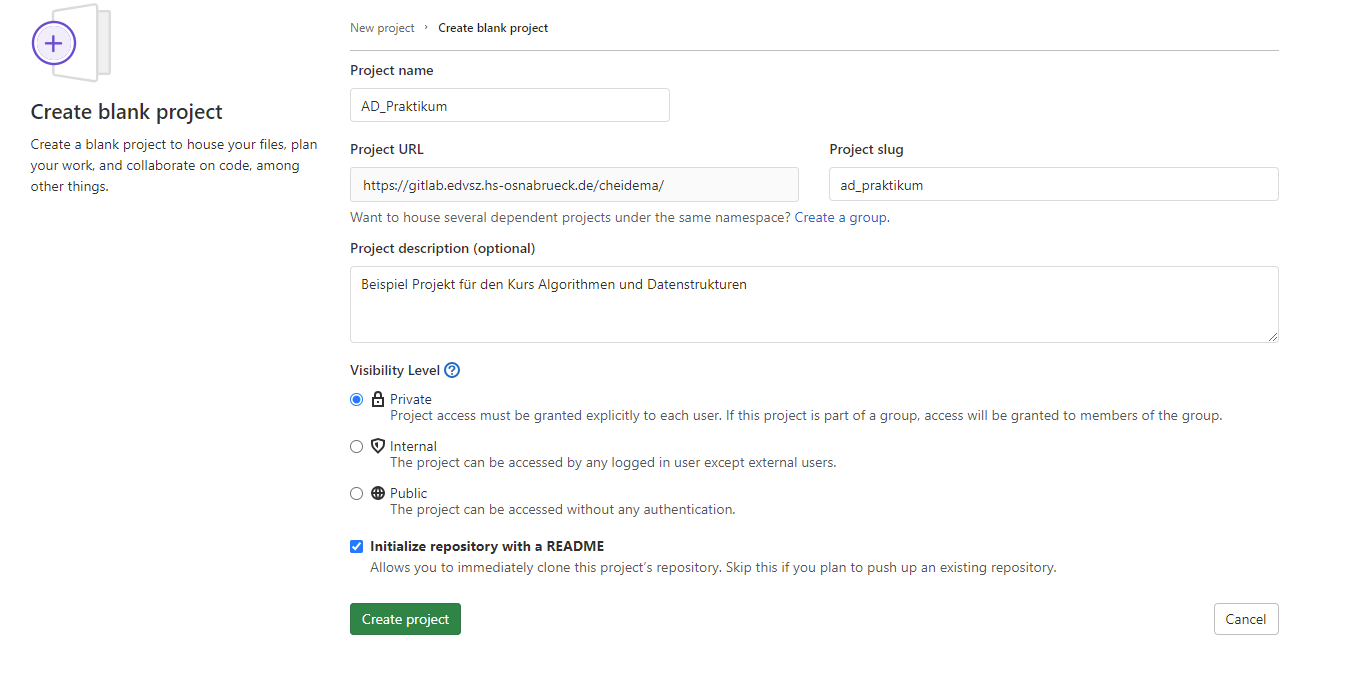 New project › Create blank project
Create blank project
Create a blank project to house your files, plan
your work, and collaborate on code, among
other things.
Project name
AD_Praktikum
Project URL
Project slug
https://gitlab.edvsz.hs-osnabrueck.de/cheidema/
ad_praktikum
Want to house several dependent projects under the same namespace? Create a group.
Project description (optional)
Beispiel Projekt für den Kurs Algorithmen und Datenstrukturen
Visibility Level
Private
Project access must be granted explicitly to each user. If this project is part of a group, access will be granted to members of the group.
Internal
The project can be accessed by any logged in user except external users.
Public
The project can be accessed without any authentication.
Initialize repository with a README
Allows you to immediately clone this project’s repository. Skip this if you plan to push up an existing repository.
Create project
Cancel